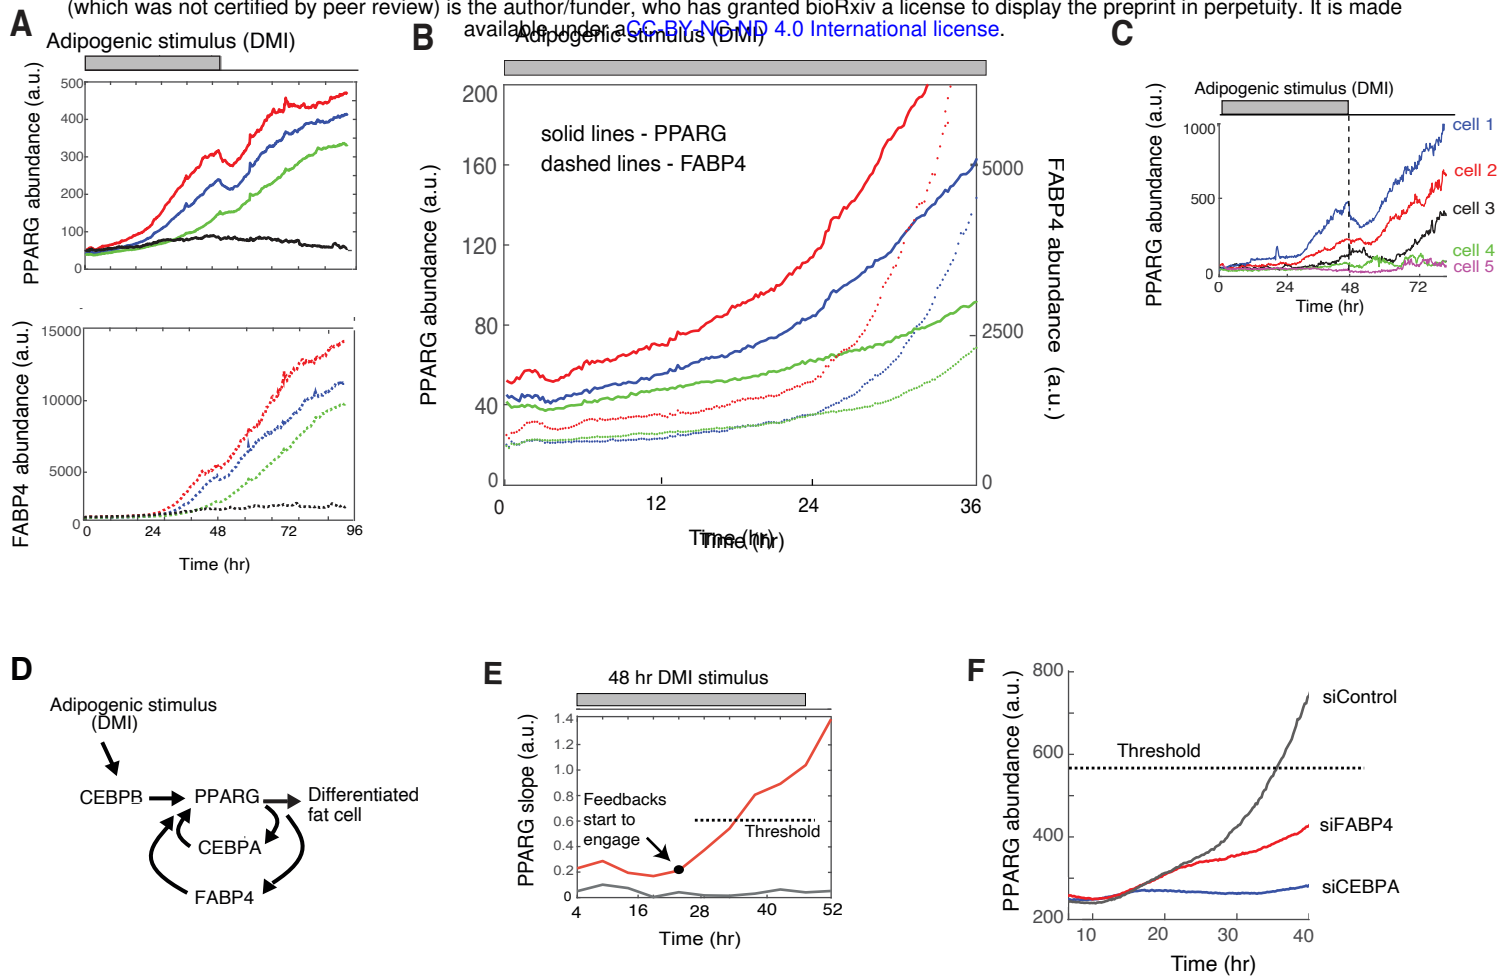 (which was not certified by peer review) is the author/funder, who has granted bioRxiv a license to display the preprint in perpetuity. It is made
available under aCC-BY-NC-ND 4.0 International license.
A
Adipogenic stimulus (DMI)
PPARG abundance (a.u.)
500
400
300
200
100
0
FABP4 abundance (a.u.)
15000
10000
5000
0
0 24 48 72 96
Time (hr)
B
Adipogenic stimulus (DMI)
solid lines - PPARG
dashed lines - FABP4
PPARG abundance (a.u.)
200
160
120
80
40
0
FABP4 abundance (a.u.)
5000
2500
0
0 12 24 36
Time (hr)
Time (hr)
C
Adipogenic stimulus (DMI)
PPARG abundance (a.u.)
1000
500
0
0 24 48 72
Time (hr)
cell 1
cell 2
cell 3
cell 4
cell 5
D
Adipogenic stimulus
(DMI)
CEBPB PPARG Differentiated
fat cell
CEBPA
FABP4
E
48 hr DMI stimulus
PPARG slope (a.u.)
1.4
1.2
1.0
0.8
0.6
0.4
0.2
0
Feedbacks
start to
engage
Threshold
4 16 28 40 52
Time (hr)
F
PPARG abundance (a.u.)
800
600
400
200
Threshold
siControl
siFABP4
siCEBPA
10 20 30 40
Time (hr)